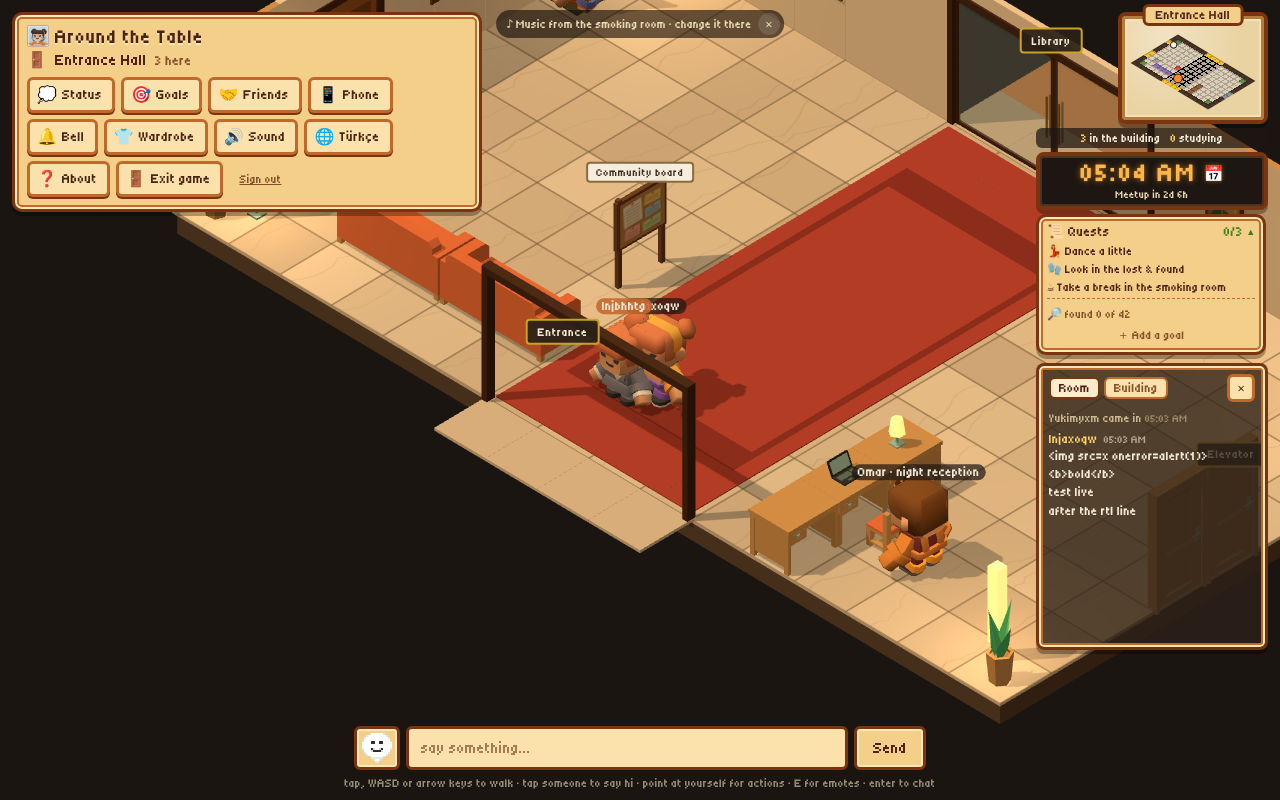 Around the Table
Entrance Hall 3 here
Status
Goals
Friends
Phone
Bell
Wardrobe
Sound
Türkçe
About
Exit game
Sign out
♪ Music from the smoking room · change it there ×
Library
Entrance Hall
3 in the building 0 studying
05:04 AM
Meetup in 2d 6h
Quests 0/3 ▲
Dance a little
Look in the lost & found
Take a break in the smoking room
found 0 of 42
+ Add a goal
Room
Building
×
Yukimyxm came in 05:03 AM
Injaxoqw 05:03 AM
<img src=x onerror=alert(1)>
<b>bold</b>
test live
after the rtl line
Elevator
Community board
Injbhhtg
xoqw
Entrance
Omar · night reception
say something...
Send
tap, WASD or arrow keys to walk · tap someone to say hi · point at yourself for actions · E for emotes · enter to chat